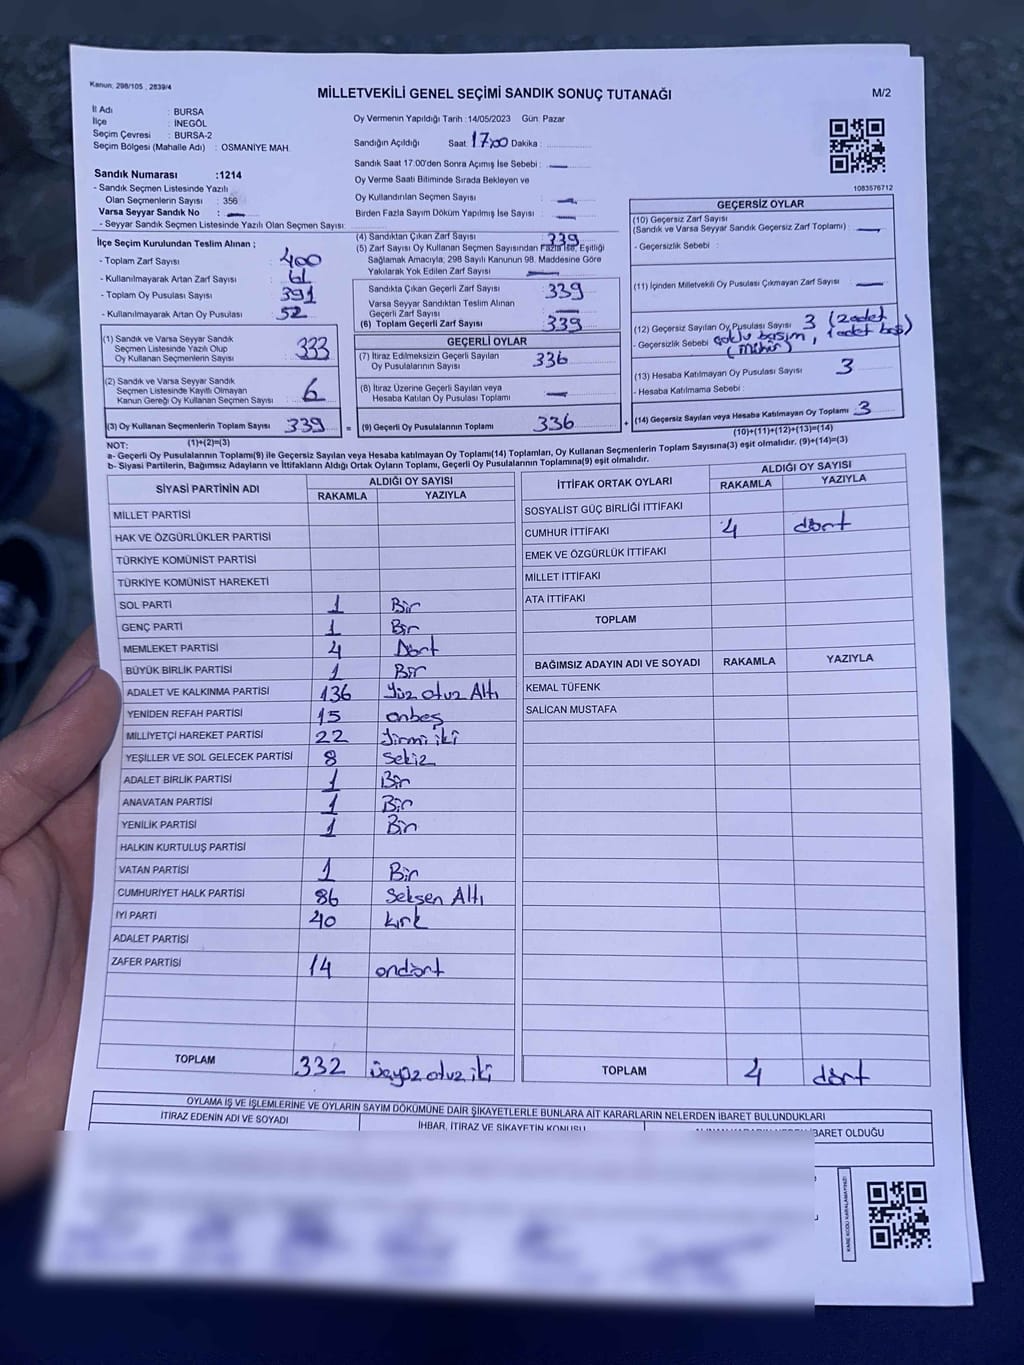 Kanun: 298/105 , 2839/4
MİLLETVEKİLİ GENEL SEÇİMİ SANDIK SONUÇ TUTANAĞI
M/2
İl Adı : BURSA
İlçe : İNEGÖL
Seçim Çevresi : BURSA-2
Seçim Bölgesi (Mahalle Adı) : OSMANİYE MAH.
Sandık Numarası :1214
- Sandık Seçmen Listesinde Yazılı
Olan Seçmenlerin Sayısı : 356
Varsa Seyyar Sandık No : —
- Seyyar Sandık Seçmen Listesinde Yazılı Olan Seçmen Sayısı:
Oy Vermenin Yapıldığı Tarih : 14/05/2023 Gün: Pazar
Sandığın Açıldığı Saat 17:00 Dakika :
Sandık Saat 17:00'den Sonra Açımış İse Sebebi : —
Oy Verme Saati Bitiminde Sırada Bekleyen ve
Oy Kullandırılan Seçmen Sayısı —
Birden Fazla Sayım Döküm Yapılmış İse Sayısı —
1083576712
İlçe Seçim Kurulundan Teslim Alınan ;
- Toplam Zarf Sayısı 400
- Kullanılmayarak Artan Zarf Sayısı 61
- Toplam Oy Pusulası Sayısı 391
- Kullanılmayarak Artan Oy Pusulası 52
(1) Sandık ve Varsa Seyyar Sandık
Seçmen Listesinde Yazılı Olup
Oy Kullanan Seçmenlerin Sayısı 333
(2) Sandık ve Varsa Seyyar Sandık
Seçmen Listesinde Kayıtlı Olmayan
Kanun Gereği Oy Kullanan Seçmen Sayısı 6
(3) Oy Kullanan Seçmenlerin Toplam Sayısı 339
(1)+(2)=(3)
(4) Sandıktan Çıkan Zarf Sayısı 339
(5) Zarf Sayısı Oy Kullanan Seçmen Sayısından Fazla İse, Eşitliği
Sağlamak Amacıyla; 298 Sayılı Kanunun 98. Maddesine Göre
Yakılarak Yok Edilen Zarf Sayısı —
Sandıkta Çıkan Geçerli Zarf Sayısı 339
Varsa Seyyar Sandıktan Teslim Alınan
Geçerli Zarf Sayısı —
(6) Toplam Geçerli Zarf Sayısı 339
GEÇERLİ OYLAR
(7) İtiraz Edilmeksizin Geçerli Sayılan
Oy Pusulalarının Sayısı 336
(8) İtiraz Üzerine Geçerli Sayılan veya
Hesaba Katılan Oy Pusulası Toplamı —
= (9) Geçerli Oy Pusulalarının Toplamı 336 +
GEÇERSİZ OYLAR
(10) Geçersiz Zarf Sayısı
(Sandık ve Varsa Seyyar Sandık Geçersiz Zarf Toplamı) —
- Geçersizlik Sebebi :
(11) İçinden Milletvekili Oy Pusulası Çıkmayan Zarf Sayısı —
(12) Geçersiz Sayılan Oy Pusulası Sayısı 3 (2 adet
- Geçersizlik Sebebi çoklu basım, 1 adet boş)
(Mühür)
(13) Hesaba Katılmayan Oy Pusulası Sayısı 3
- Hesaba Katılmama Sebebi :
(14) Geçersiz Sayılan veya Hesaba Katılmayan Oy Toplamı 3
(10)+(11)+(12)+(13)=(14)
NOT:
a- Geçerli Oy Pusulalarının Toplamı(9) ile Geçersiz Sayılan veya Hesaba katılmayan Oy Toplamı(14) Toplamları, Oy Kullanan Seçmenlerin Toplam Sayısına(3) eşit olmalıdır. (9)+(14)=(3)
b- Siyasi Partilerin, Bağımsız Adayların ve İttifakların Aldığı Ortak Oyların Toplamı, Geçerli Oy Pusulalarının Toplamına(9) eşit olmalıdır.
SİYASİ PARTİNİN ADI ALDIĞI OY SAYISI
RAKAMLA YAZIYLA
MİLLET PARTİSİ
HAK VE ÖZGÜRLÜKLER PARTİSİ
TÜRKİYE KOMÜNİST PARTİSİ
TÜRKİYE KOMÜNİST HAREKETİ
SOL PARTİ 1 Bir
GENÇ PARTİ 1 Bir
MEMLEKET PARTİSİ 4 Dört
BÜYÜK BİRLİK PARTİSİ 1 Bir
ADALET VE KALKINMA PARTİSİ 136 Yüz otuz Altı
YENİDEN REFAH PARTİSİ 15 onbeş
MİLLİYETÇİ HAREKET PARTİSİ 22 Yirmi iki
YEŞİLLER VE SOL GELECEK PARTİSİ 8 Sekiz
ADALET BİRLİK PARTİSİ 1 Bir
ANAVATAN PARTİSİ 1 Bir
YENİLİK PARTİSİ 1 Bir
HALKIN KURTULUŞ PARTİSİ
VATAN PARTİSİ 1 Bir
CUMHURİYET HALK PARTİSİ 86 Seksen Altı
İYİ PARTİ 40 Kırk
ADALET PARTİSİ
ZAFER PARTİSİ 14 ondört
TOPLAM 332 Üçyüz otuz iki
İTTİFAK ORTAK OYLARI ALDIĞI OY SAYISI
RAKAMLA YAZIYLA
SOSYALİST GÜÇ BİRLİĞİ İTTİFAKI
CUMHUR İTTİFAKI 4 dört
EMEK VE ÖZGÜRLÜK İTTİFAKI
MİLLET İTTİFAKI
ATA İTTİFAKI
TOPLAM
BAĞIMSIZ ADAYIN ADI VE SOYADI RAKAMLA YAZIYLA
KEMAL TÜFENK
SALİCAN MUSTAFA
TOPLAM 4 dört
OYLAMA İŞ VE İŞLEMLERİNE VE OYLARIN SAYIM DÖKÜMÜNE DAİR ŞİKAYETLERLE BUNLARA AİT KARARLARIN NELERDEN İBARET BULUNDUKLARI
İTİRAZ EDENİN ADI VE SOYADI İHBAR, İTİRAZ VE ŞİKAYETİN KONUSU İBARET OLDUĞU
KARE KODU KARALAMAYINIZ!